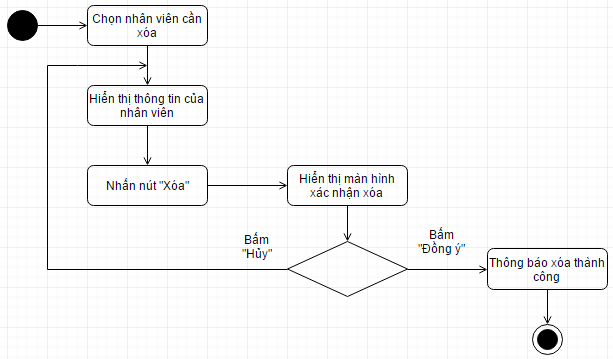 Chọn nhân viên cần
xóa
Hiển thị thông tin của
nhân viên
Nhấn nút "Xóa"
Hiển thị màn hình
xác nhận xóa
Bấm
"Hủy"
Bấm
"Đồng ý"
Thông báo xóa thành
công